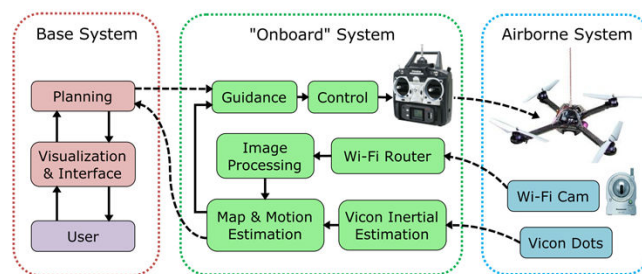 Base System
"Onboard" System
Airborne System
Planning
Guidance
Control
Image
Processing
Wi-Fi Router
Visualization
& Interface
Wi-Fi Cam
User
Map & Motion
Estimation
Vicon Inertial
Estimation
Vicon Dots